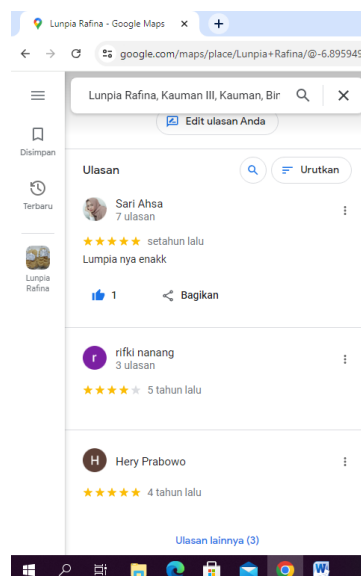 Lunpia Rafina - Google Maps
google.com/maps/place/Lunpia+Rafina/@-6.895949
Lunpia Rafina, Kauman III, Kauman, Bir
Edit ulasan Anda
Disimpan
Terbaru
Lunpia
Rafina
Ulasan
Urutkan
Sari Ahsa
7 ulasan
setahun lalu
Lumpia nya enakk
1
Bagikan
r
rifki nanang
3 ulasan
5 tahun lalu
H
Hery Prabowo
4 tahun lalu
Ulasan lainnya (3)
W